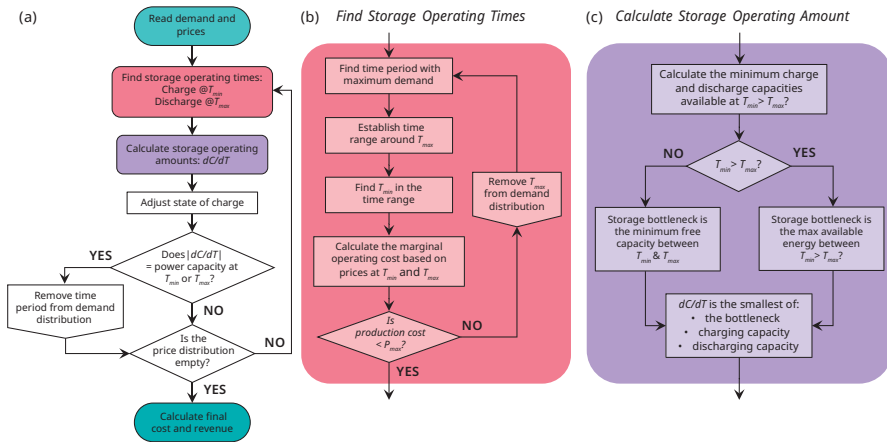 (a)
Read demand and
prices
Find storage operating times:
Charge @Tmin
Discharge @Tmax
Calculate storage operating
amounts: dC/dT
Adjust state of charge
Does|dC/dT|
= power capacity at
Tmin or Tmax?
YES
Remove time
period from demand
distribution
NO
Is the
price distribution
empty?
NO
YES
Calculate final
cost and revenue
(b)
Find Storage Operating Times
Find time period with
maximum demand
Establish time
range around Tmax
Find Tmin in the
time range
Calculate the marginal
operating cost based on
prices at Tmin and Tmax
Is
production cost
< Pmax?
NO
YES
Remove Tmax
from demand
distribution
(c)
Calculate Storage Operating Amount
Calculate the minimum charge
and discharge capacities
available at Tmin> Tmax?
Tmin> Tmax?
NO
YES
Storage bottleneck is
the minimum free
capacity between
Tmin & Tmax
Storage bottleneck is
the max available
energy between
Tmin> Tmax?
dC/dT is the smallest of:
• the bottleneck
• charging capacity
• discharging capacity